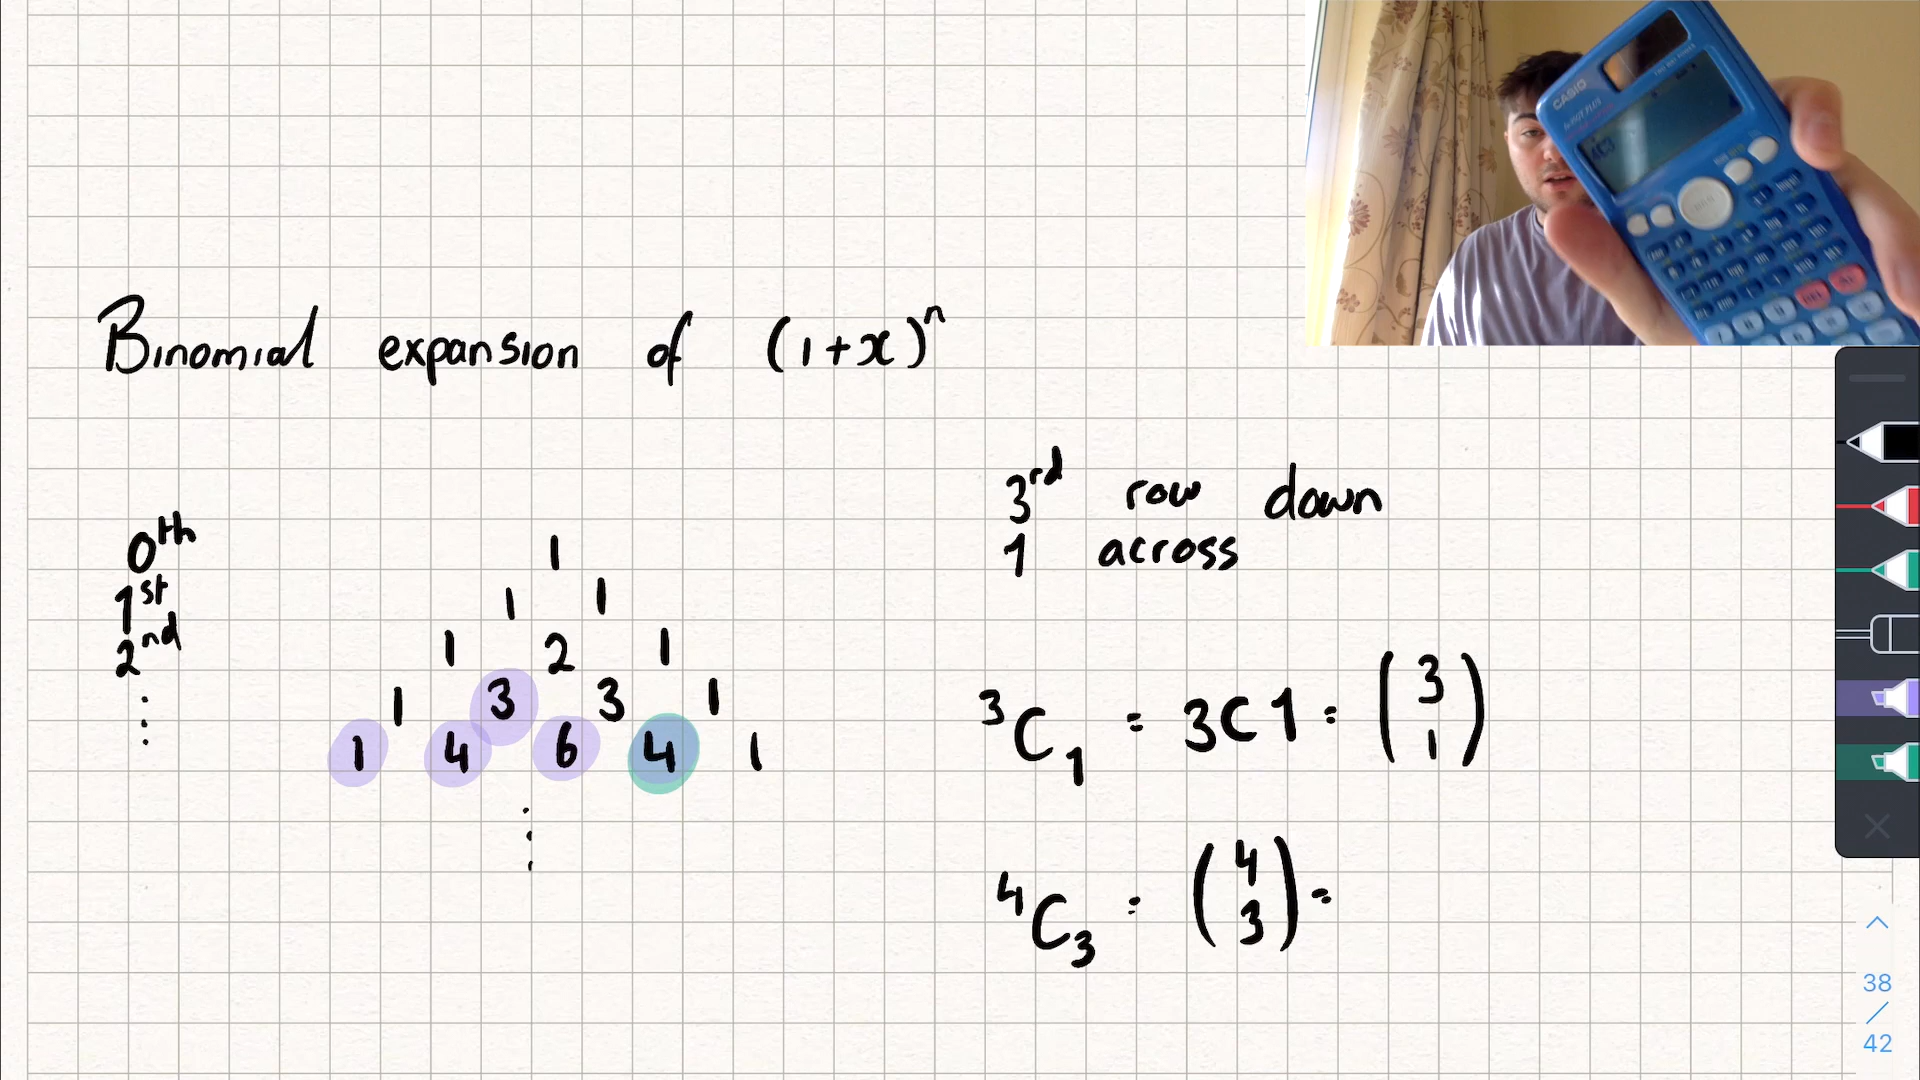 CASIO
4C3
Binomial expansion of (1+x)ⁿ
3rd row down
1 across
0th
1st
2nd
⋮
1
1 1
1 2 1
1 3 3 1
1 4 6 4 1
⋮
³C₁ = 3C1 = (3 1)
⁴C₃ = (4 3) =
38
/
42